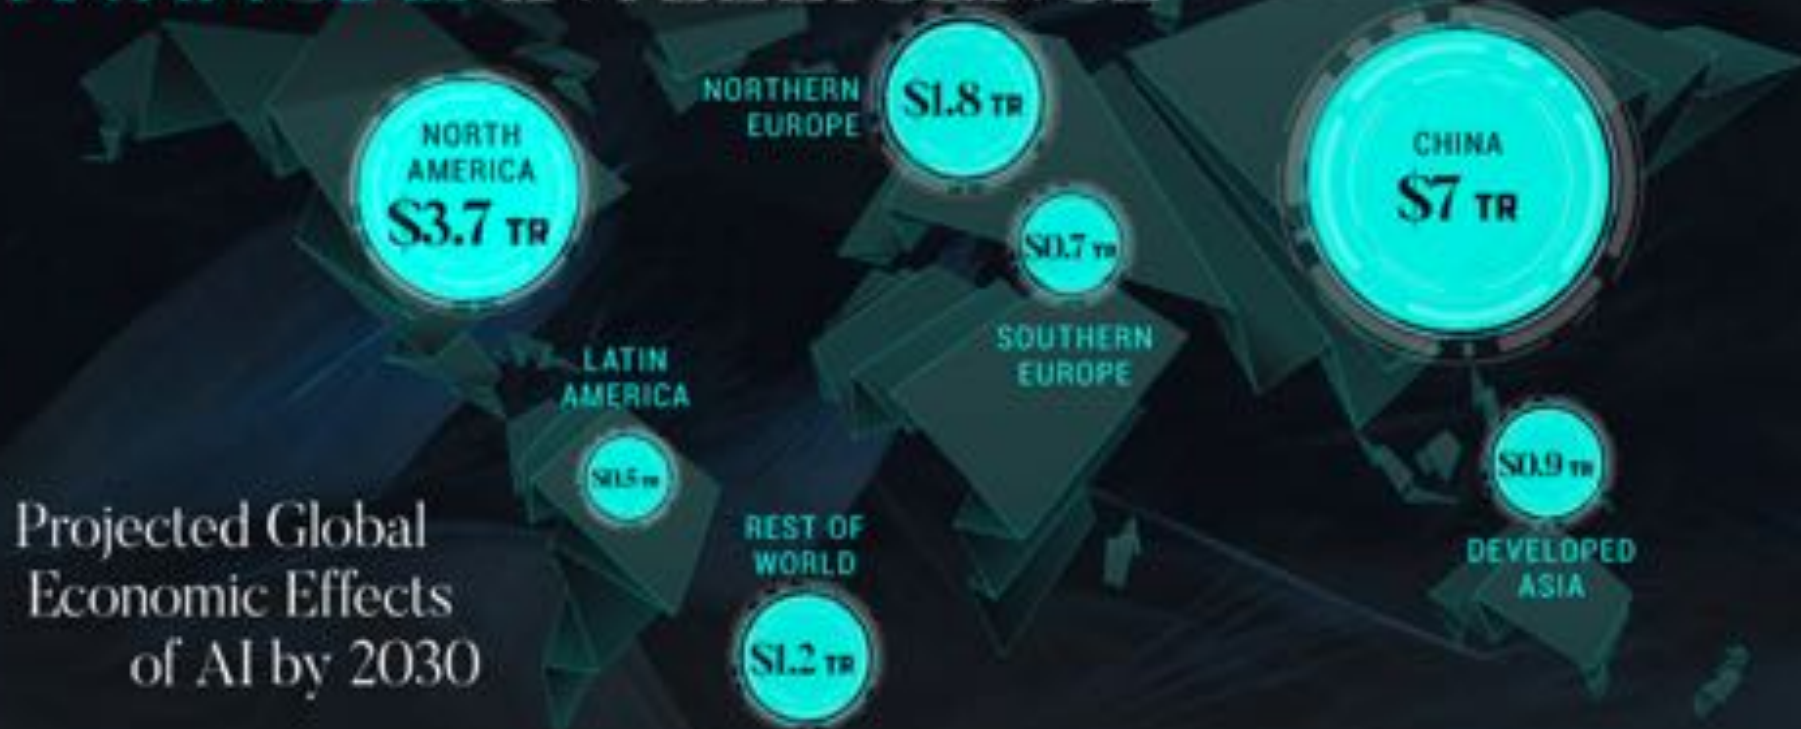 NORTH
AMERICA
$3.7 TR
NORTHERN
EUROPE
$1.8 TR
CHINA
$7 TR
$0.7 TR
SOUTHERN
EUROPE
LATIN
AMERICA
$0.5 TR
$0.9 TR
DEVELOPED
ASIA
REST OF
WORLD
$1.2 TR
Projected Global
Economic Effects
of AI by 2030